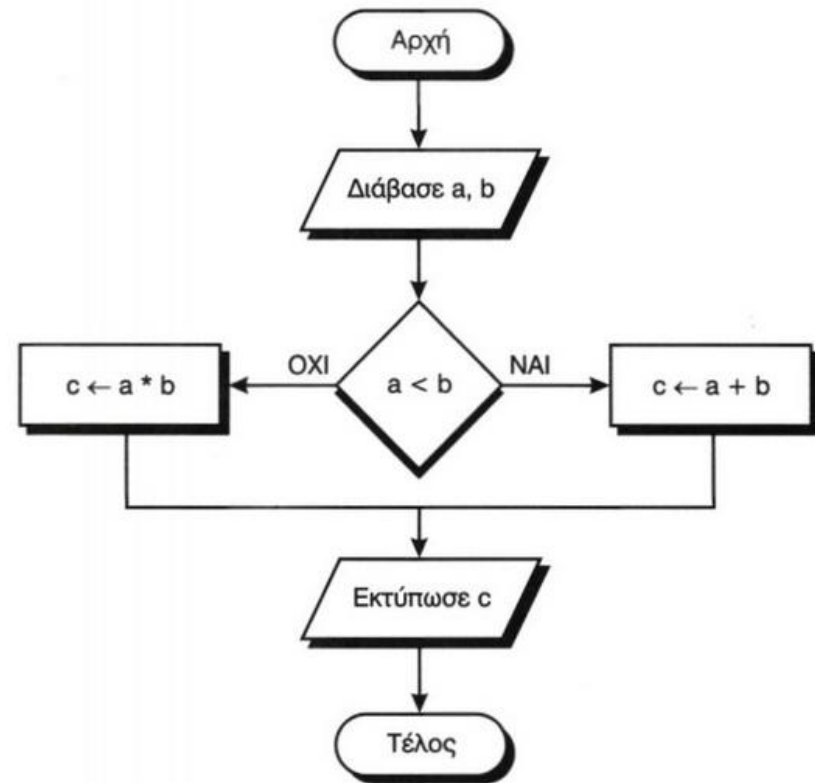 Αρχή
Διάβασε a, b
ΟΧΙ
a < b
ΝΑΙ
c ← a * b
c ← a + b
Εκτύπωσε c
Τέλος